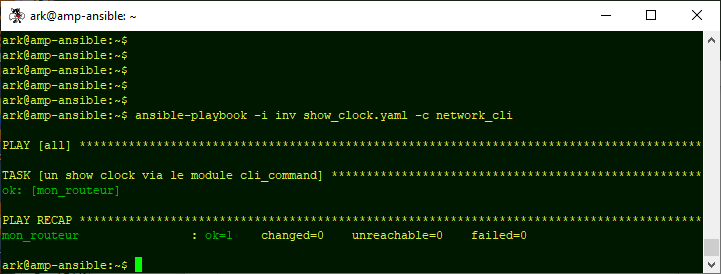 ark@amp-ansible: ~
ark@amp-ansible:~$
ark@amp-ansible:~$
ark@amp-ansible:~$
ark@amp-ansible:~$
ark@amp-ansible:~$
ark@amp-ansible:~$ ansible-playbook -i inv show_clock.yaml -c network_cli
PLAY [all] *****************************************************************************************
TASK [un show clock via le module cli_command] *****************************************************
ok: [mon_routeur]
PLAY RECAP *****************************************************************************************
mon_routeur                : ok=1    changed=0    unreachable=0    failed=0
ark@amp-ansible:~$